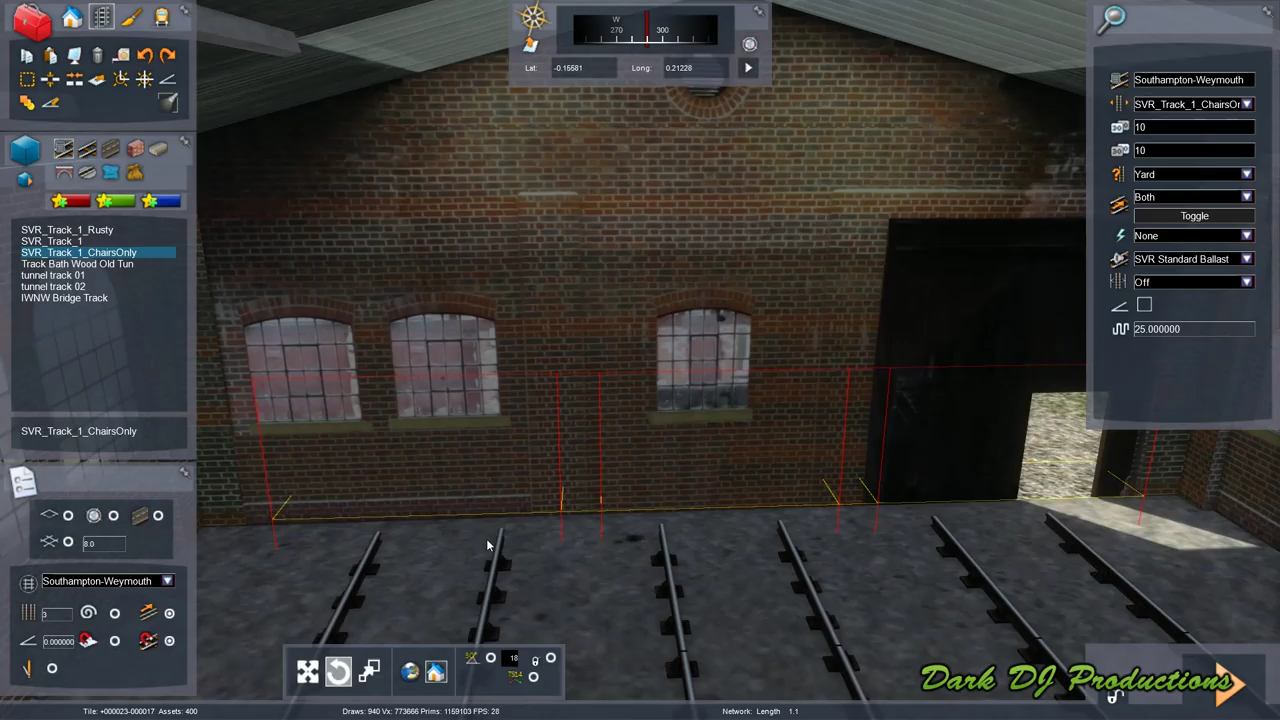 W
270
300
Lat: -0.15581 Long: 0.21228
SVR_Track_1_Rusty
SVR_Track_1
SVR_Track_1_ChairsOnly
Track Bath Wood Old Tun
tunnel track 01
tunnel track 02
IWNW Bridge Track
SVR_Track_1_ChairsOnly
8.0
Southampton-Weymouth
3
0.000000
Southampton-Weymouth
SVR_Track_1_ChairsOr
10
10
Yard
Both
Toggle
None
SVR Standard Ballast
Off
25.000000
18
Dark DJ Productions
Tile: +000023-000017 Assets: 400
Draws: 940 Vx: 773666 Prims: 1159103 FPS: 28
Network: Length 1.1